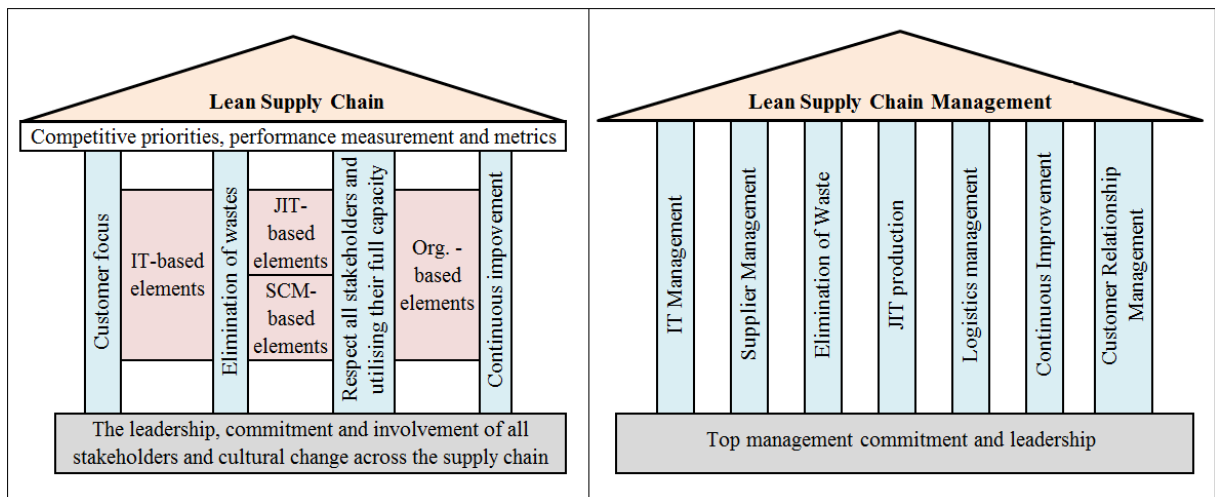 Lean Supply Chain
Competitive priorities, performance measurement and metrics
Customer focus
IT-based
elements
Elimination of wastes
JIT-
based
elements
SCM-
based
elements
Respect all stakeholders and
utilising their full capacity
Org. -
based
elements
Continuous impovement
The leadership, commitment and involvement of all
stakeholders and cultural change across the supply chain
Lean Supply Chain Management
IT Management
Supplier Management
Elimination of Waste
JIT production
Logistics management
Continuous Improvement
Customer Relationship
Management
Top management commitment and leadership